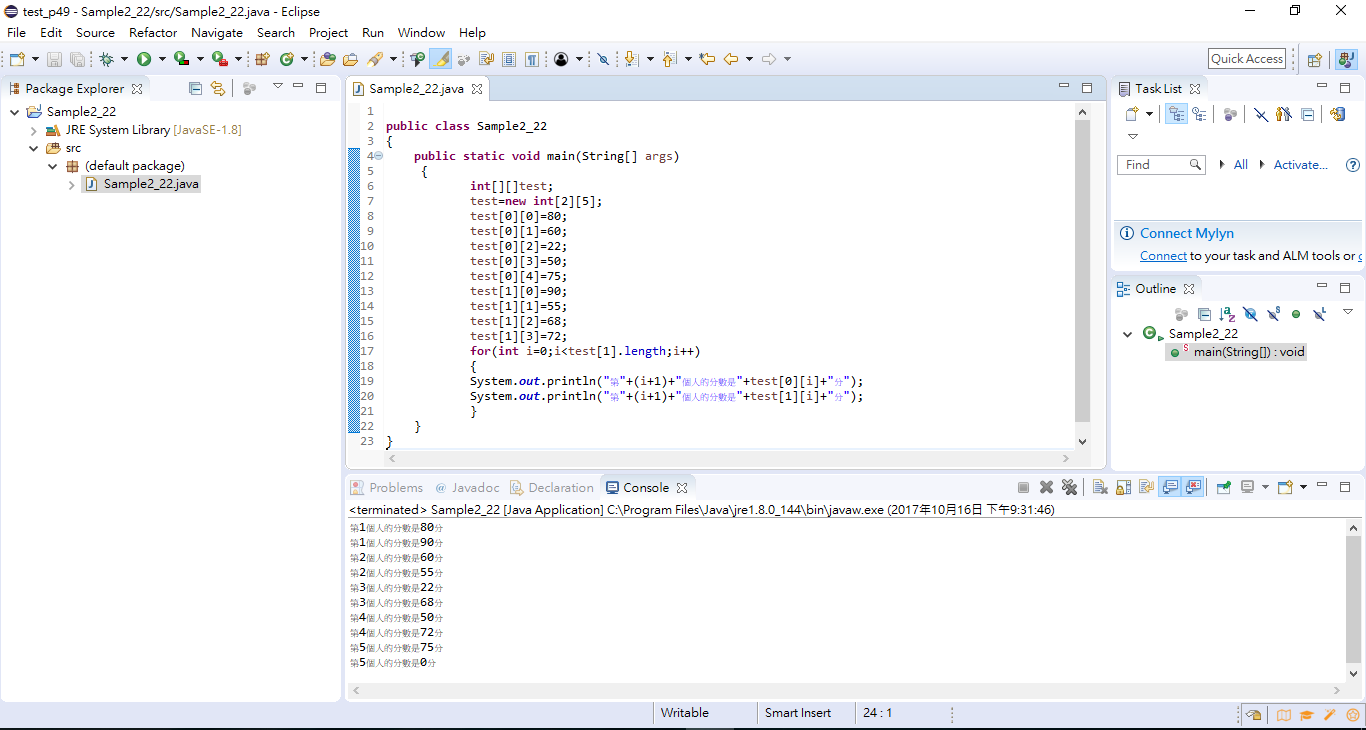 test_p49 - Sample2_22/src/Sample2_22.java - Eclipse
File Edit Source Refactor Navigate Search Project Run Window Help
Quick Access
Package Explorer
Sample2_22
JRE System Library [JavaSE-1.8]
src
(default package)
Sample2_22.java
Sample2_22.java
1
2 public class Sample2_22
3 {
4 public static void main(String[] args)
5 {
6 int[][]test;
7 test=new int[2][5];
8 test[0][0]=80;
9 test[0][1]=60;
10 test[0][2]=22;
11 test[0][3]=50;
12 test[0][4]=75;
13 test[1][0]=90;
14 test[1][1]=55;
15 test[1][2]=68;
16 test[1][3]=72;
17 for(int i=0;i<test[1].length;i++)
18 {
19 System.out.println("第"+(i+1)+"個人的分數是"+test[0][i]+"分");
20 System.out.println("第"+(i+1)+"個人的分數是"+test[1][i]+"分");
21 }
22 }
23 }
Task List
Find All Activate...
Connect Mylyn
Connect to your task and ALM tools or c
Outline
Sample2_22
main(String[]) : void
Problems @ Javadoc Declaration Console
<terminated> Sample2_22 [Java Application] C:\Program Files\Java\jre1.8.0_144\bin\javaw.exe (2017年10月16日 下午9:31:46)
第1個人的分數是80分
第1個人的分數是90分
第2個人的分數是60分
第2個人的分數是55分
第3個人的分數是22分
第3個人的分數是68分
第4個人的分數是50分
第4個人的分數是72分
第5個人的分數是75分
第5個人的分數是0分
Writable Smart Insert 24 : 1